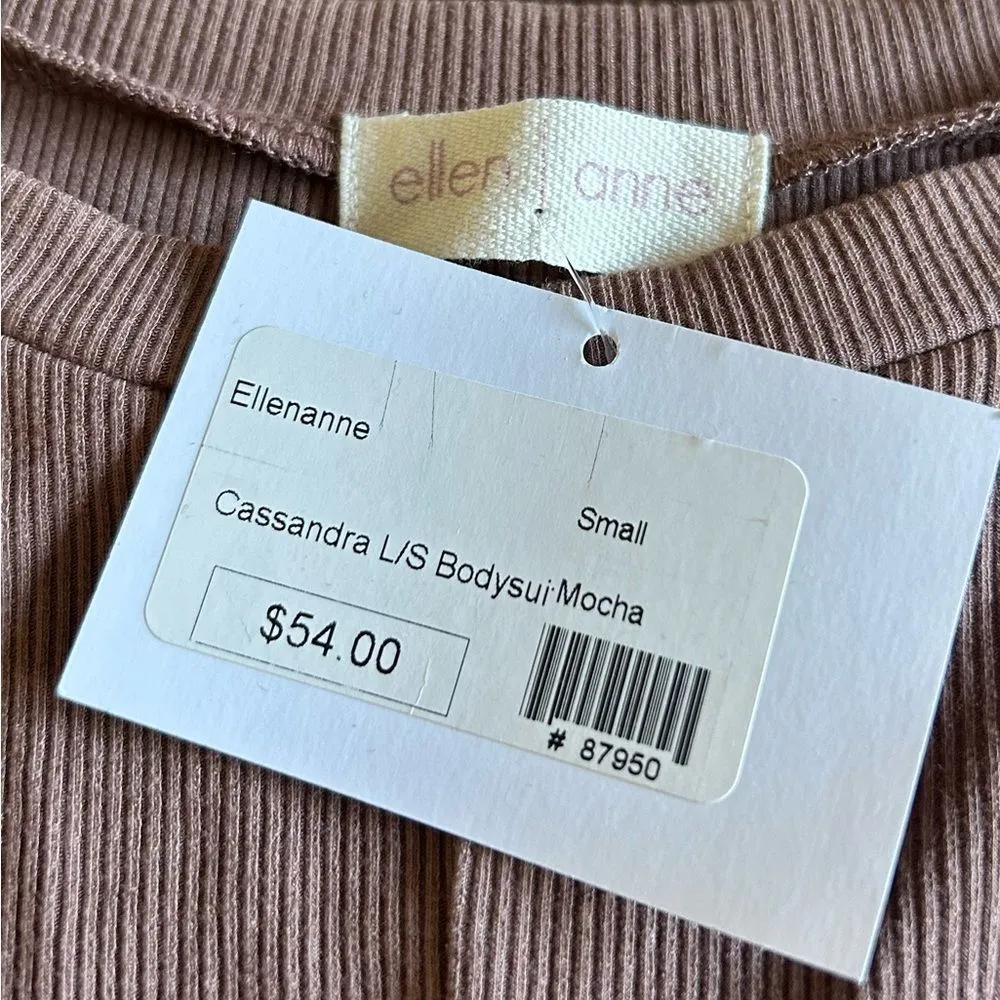 ellen | anne
Ellenanne
Small
Cassandra L/S Bodysui Mocha
$54.00
# 87950